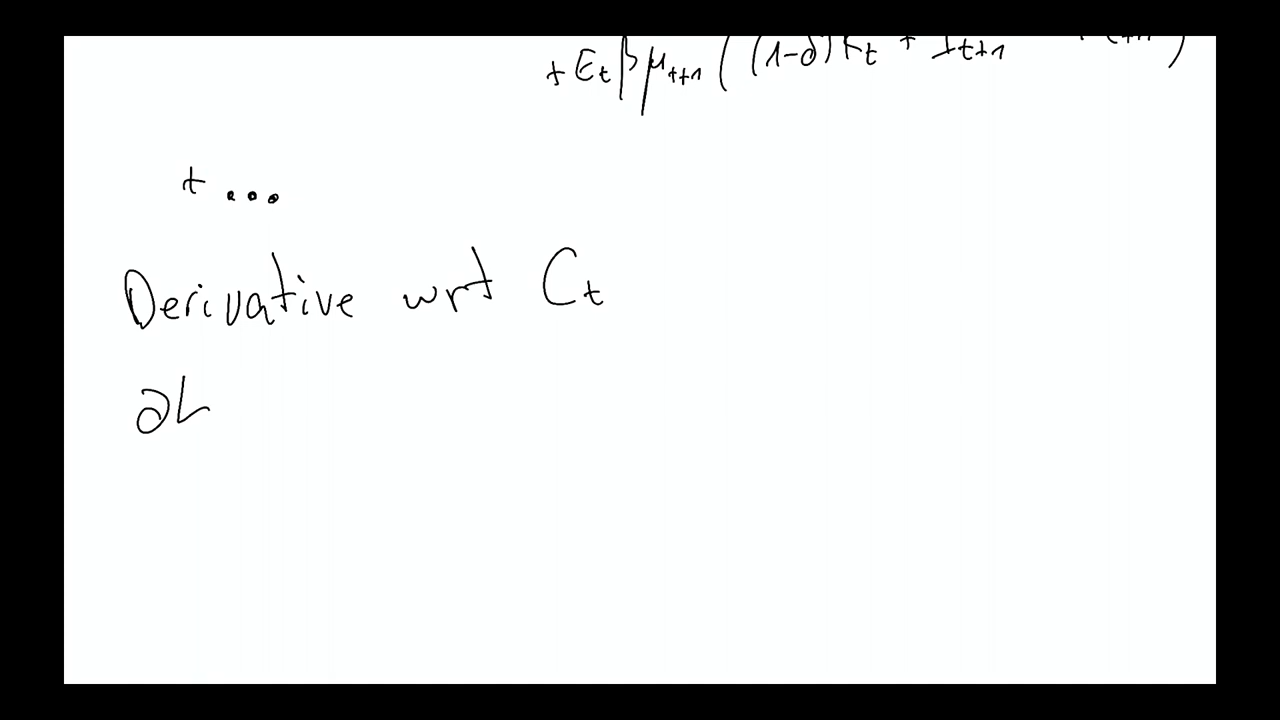 + E_t β μ_{t+1} ( (1-δ) K_t + I_{t+1}
+ ...
Derivative wrt C_t
∂L